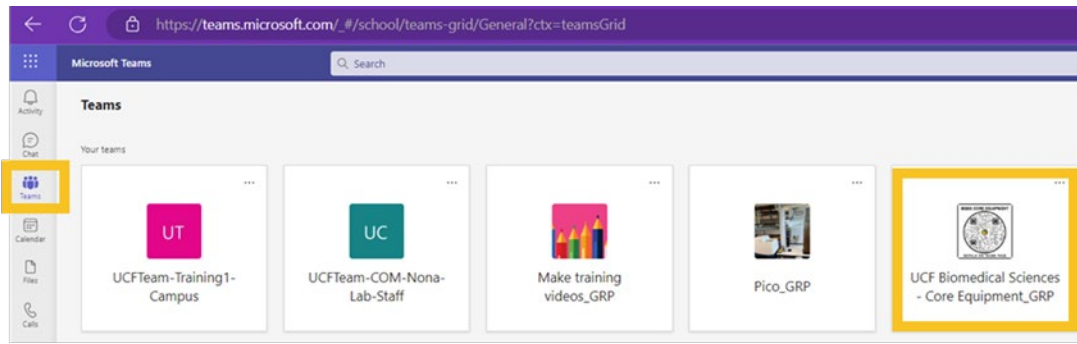 https://teams.microsoft.com/_#/school/teams-grid/General?ctx=teamsGrid
Microsoft Teams
Search
Activity
Chat
Teams
Calendar
Files
Calls
Teams
Your teams
UT
UCFTeam-Training1-
Campus
UC
UCFTeam-COM-Nona-
Lab-Staff
Make training
videos_GRP
Pico_GRP
UCF Biomedical Sciences
- Core Equipment_GRP